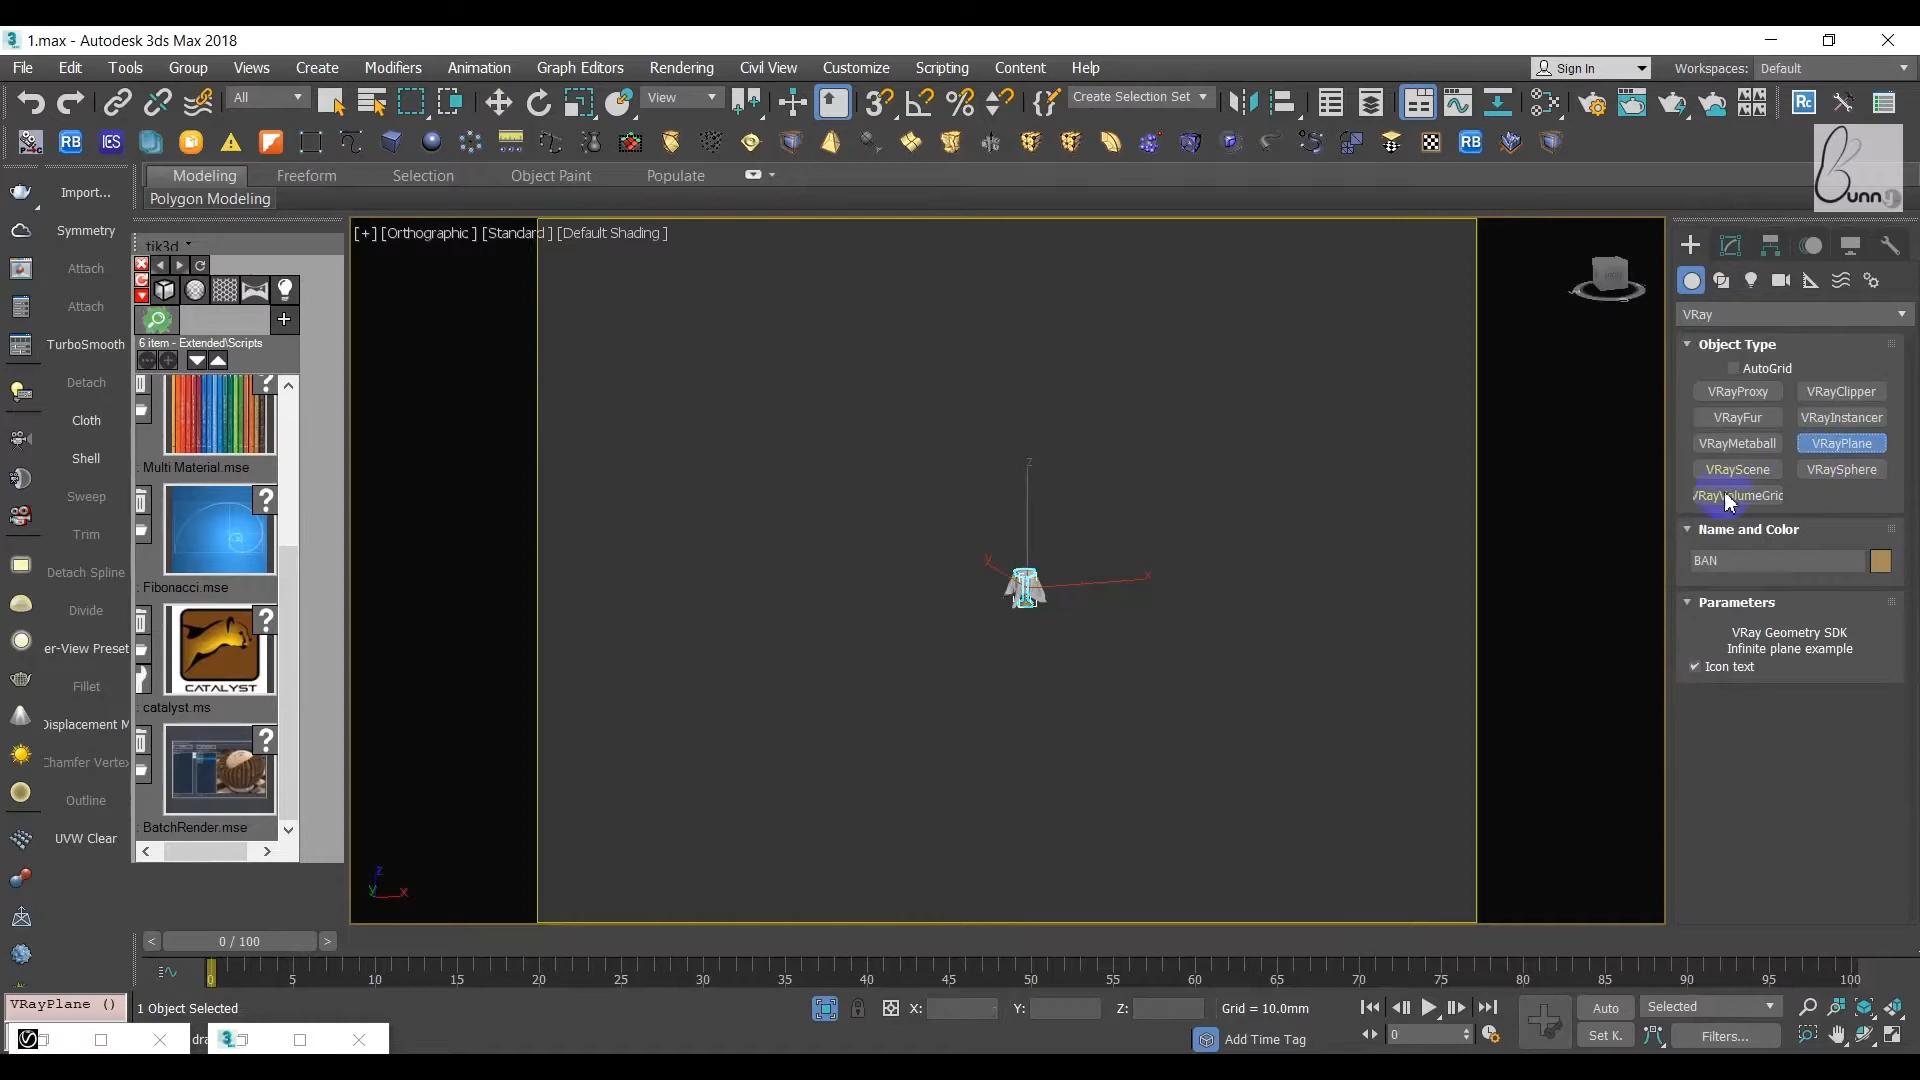 1.max - Autodesk 3ds Max 2018
File Edit Tools Group Views Create Modifiers Animation Graph Editors Rendering Civil View Customize Scripting Content Help
Sign In Workspaces: Default
All View Create Selection Set Rc
RB ES RB
Bunny
Modeling Freeform Selection Object Paint Populate
Polygon Modeling
Import...
Symmetry
Attach
Attach
TurboSmooth
Detach
Cloth
Shell
Sweep
Trim
Detach Spline
Divide
er-View Preset
Fillet
Displacement M
Chamfer Vertex
Outline
UVW Clear
tik3d
6 item - Extended\Scripts
: Multi Material.mse
: Fibonacci.mse
CATALYST
: catalyst.ms
: BatchRender.mse
[+] [Orthographic ] [Standard ] [Default Shading ]
z
y x
z
y x
VRay
Object Type
AutoGrid
VRayProxy VRayClipper
VRayFur VRayInstancer
VRayMetaball VRayPlane
VRayScene VRaySphere
VRayVolumeGrid
Name and Color
BAN
Parameters
VRay Geometry SDK
Infinite plane example
Icon text
< 0 / 100 >
0 5 10 15 20 25 30 35 40 45 50 55 60 65 70 75 80 85 90 95 100
VRayPlane ()
1 Object Selected
X: Y: Z: Grid = 10.0mm
Auto Selected
dra
Add Time Tag
0
Set K. Filters...